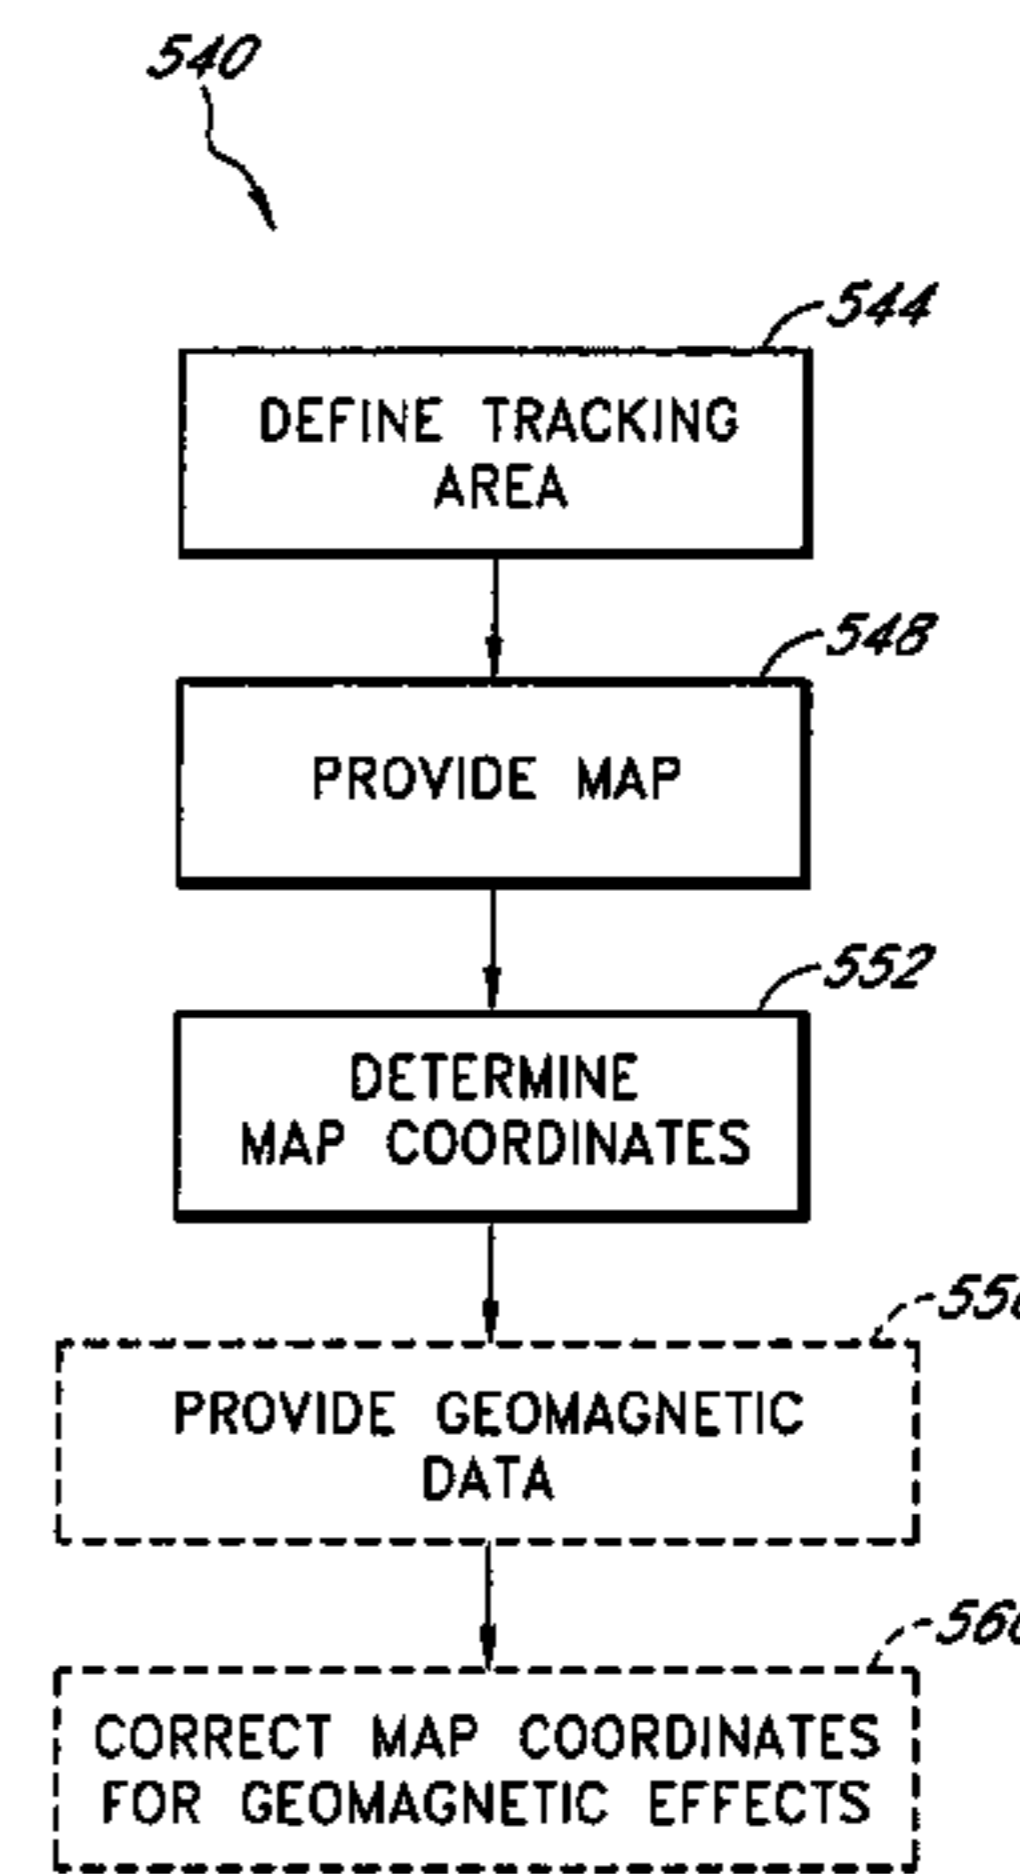 540
544
DEFINE TRACKING
AREA
548
PROVIDE MAP
552
DETERMINE
MAP COORDINATES
PROVIDE GEOMAGNETIC
DATA
CORRECT MAP COORDINATES
FOR GEOMAGNETIC EFFECTS